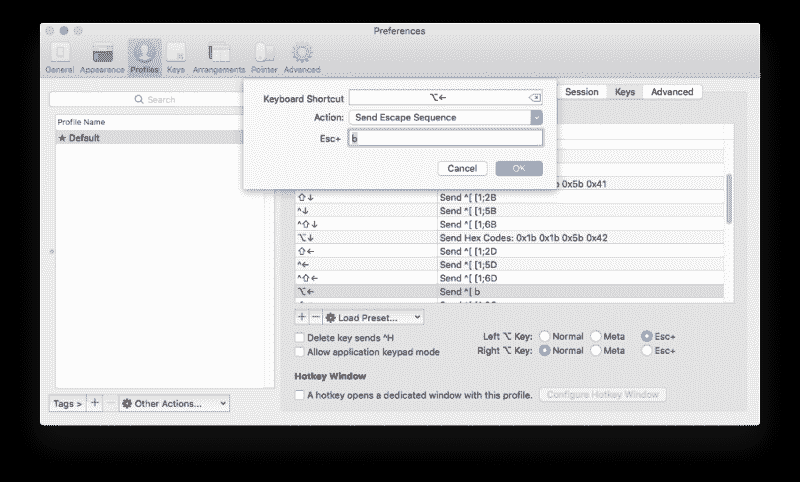 Preferences
General Appearance Profiles Keys Arrangements Pointer Advanced
Search
Profile Name
★ Default
Session Keys Advanced
Keyboard Shortcut ⌥←
Action: Send Escape Sequence
Esc+ b
Cancel OK
0x1b 0x5b 0x41
⇧↓ Send ^[ [1;2B
^↓ Send ^[ [1;5B
^⇧↓ Send ^[ [1;6B
⌥↓ Send Hex Codes: 0x1b 0x1b 0x5b 0x42
⇧← Send ^[ [1;2D
^← Send ^[ [1;5D
^⇧← Send ^[ [1;6D
⌥← Send ^[ b
+ − Load Preset...
Delete key sends ^H
Allow application keypad mode
Left ⌥ Key: Normal Meta Esc+
Right ⌥ Key: Normal Meta Esc+
Hotkey Window
A hotkey opens a dedicated window with this profile. Configure Hotkey Window
Tags > + − Other Actions...